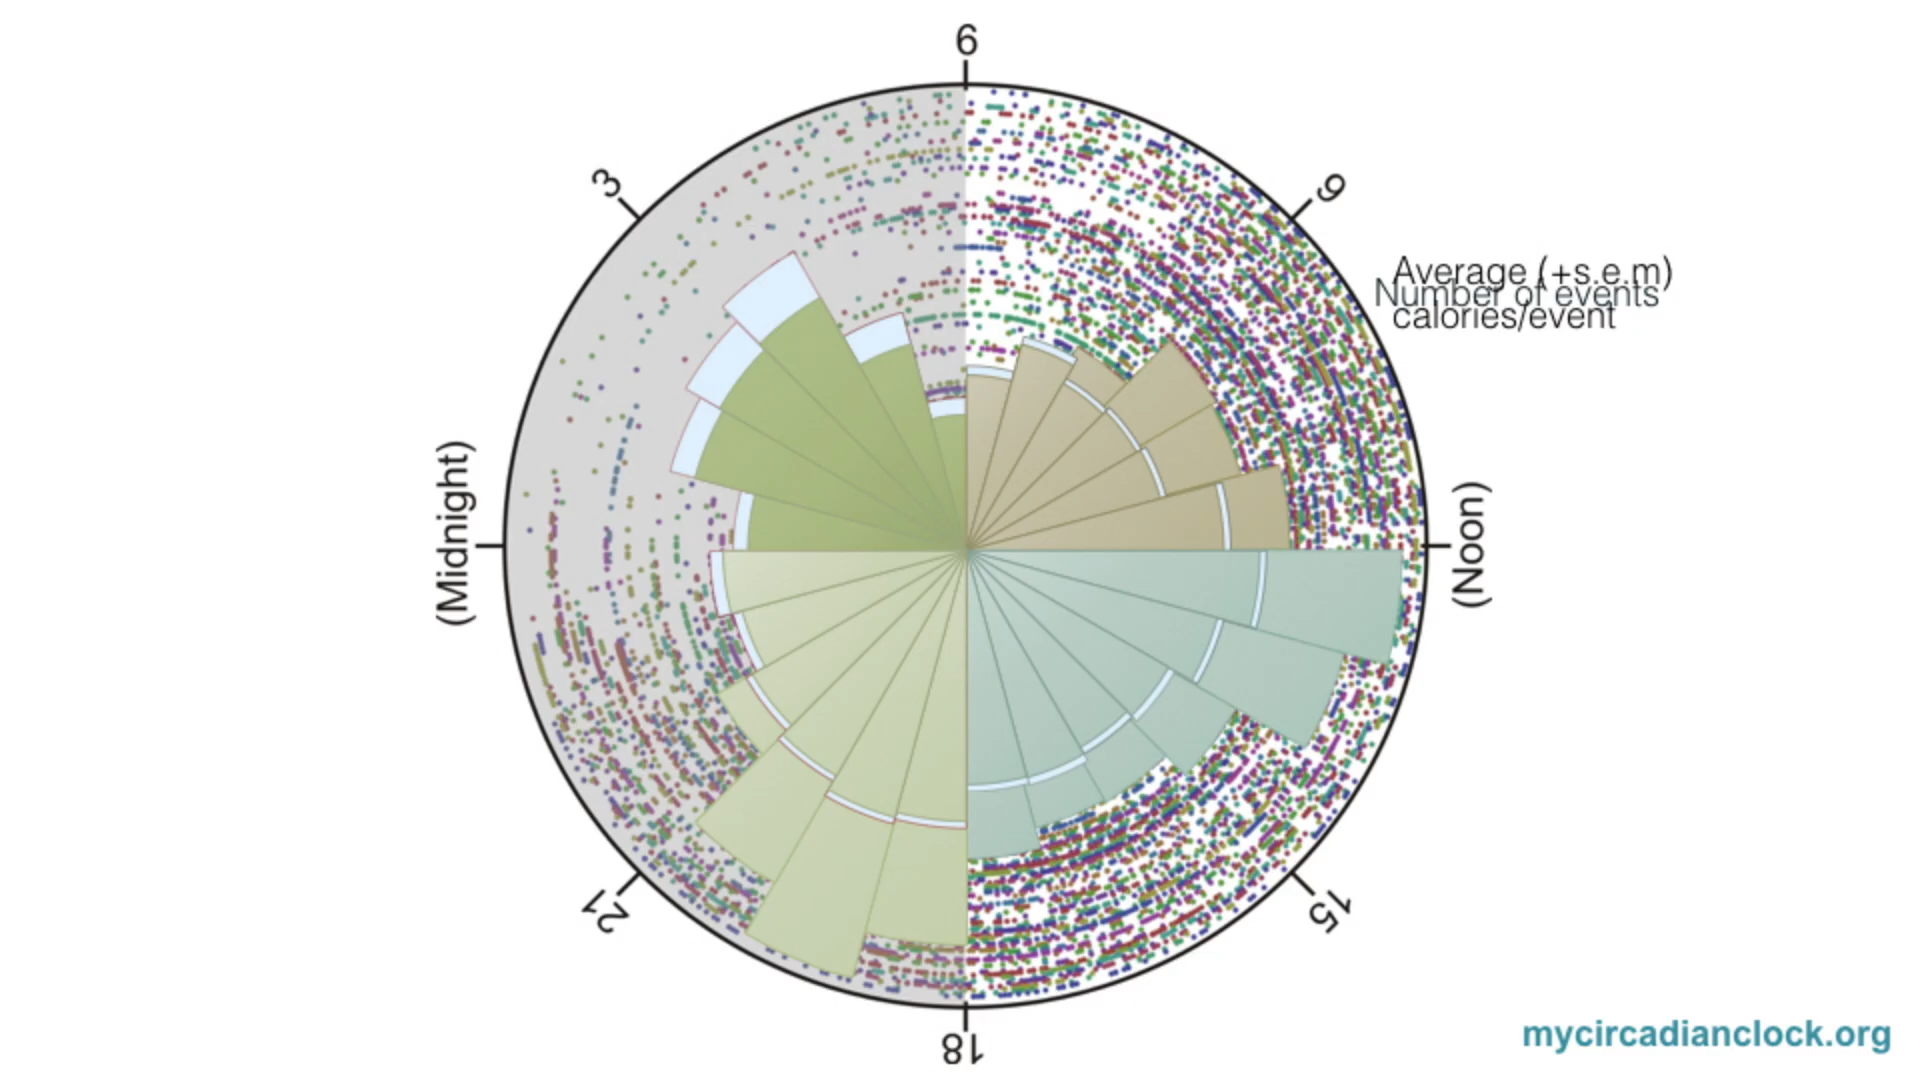 6
3
9
Average (+s.e.m)
Number of events
calories/event
(Midnight)
(Noon)
21
15
18
mycircadianclock.org